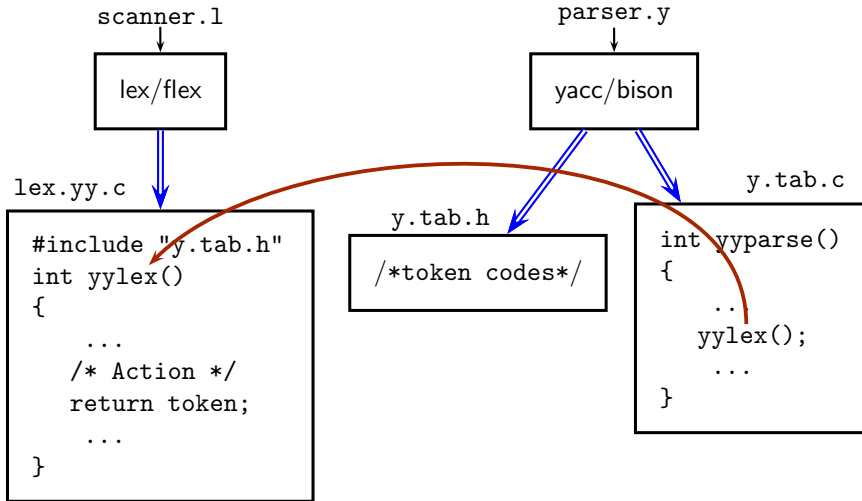 scanner.l
parser.y
lex/flex
yacc/bison
lex.yy.c
#include "y.tab.h"
int yylex()
{
...
/* Action */
return token;
...
}
y.tab.h
/*token codes*/
y.tab.c
int yyparse()
{
...
yylex();
...
}